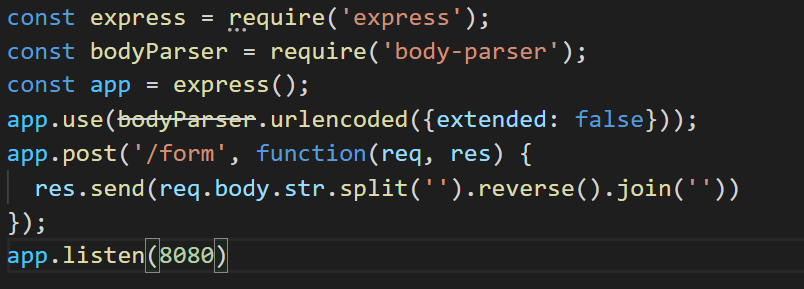 const express = require('express');
const bodyParser = require('body-parser');
const app = express();
app.use(bodyParser.urlencoded({extended: false}));
app.post('/form', function(req, res) {
  res.send(req.body.str.split('').reverse().join(''))
});
app.listen(8080)